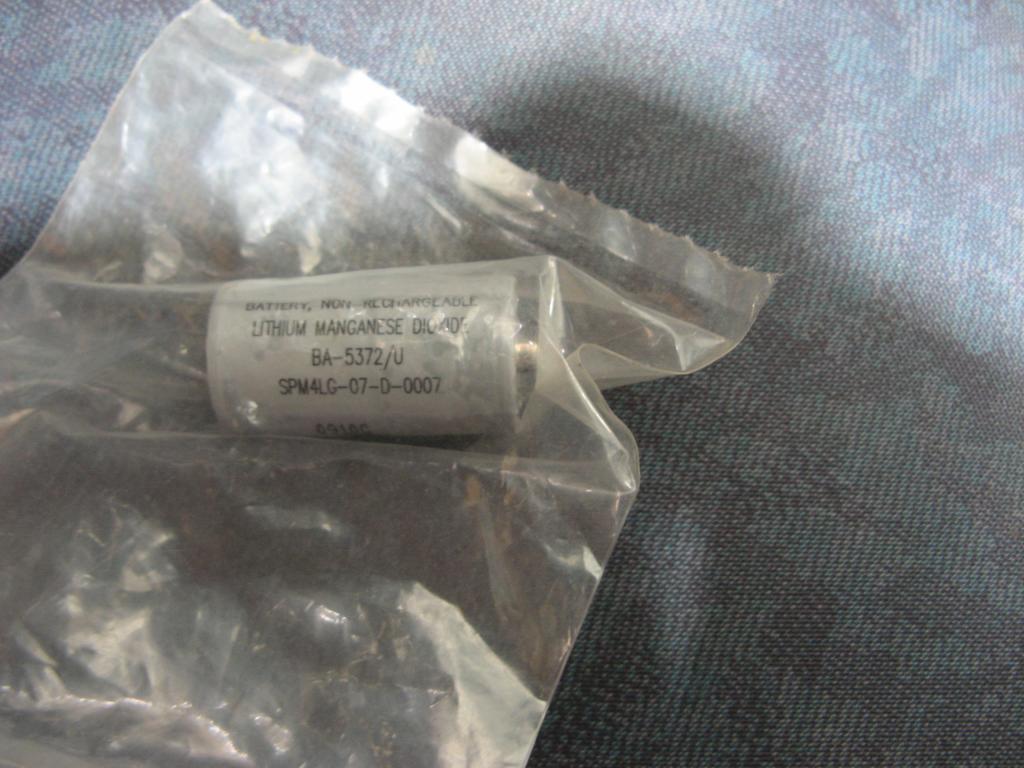 BATTERY, NON-RECHARGEABLE
LITHIUM MANGANESE DIOXIDE
BA-5372/U
SPM4LG-07-D-0007